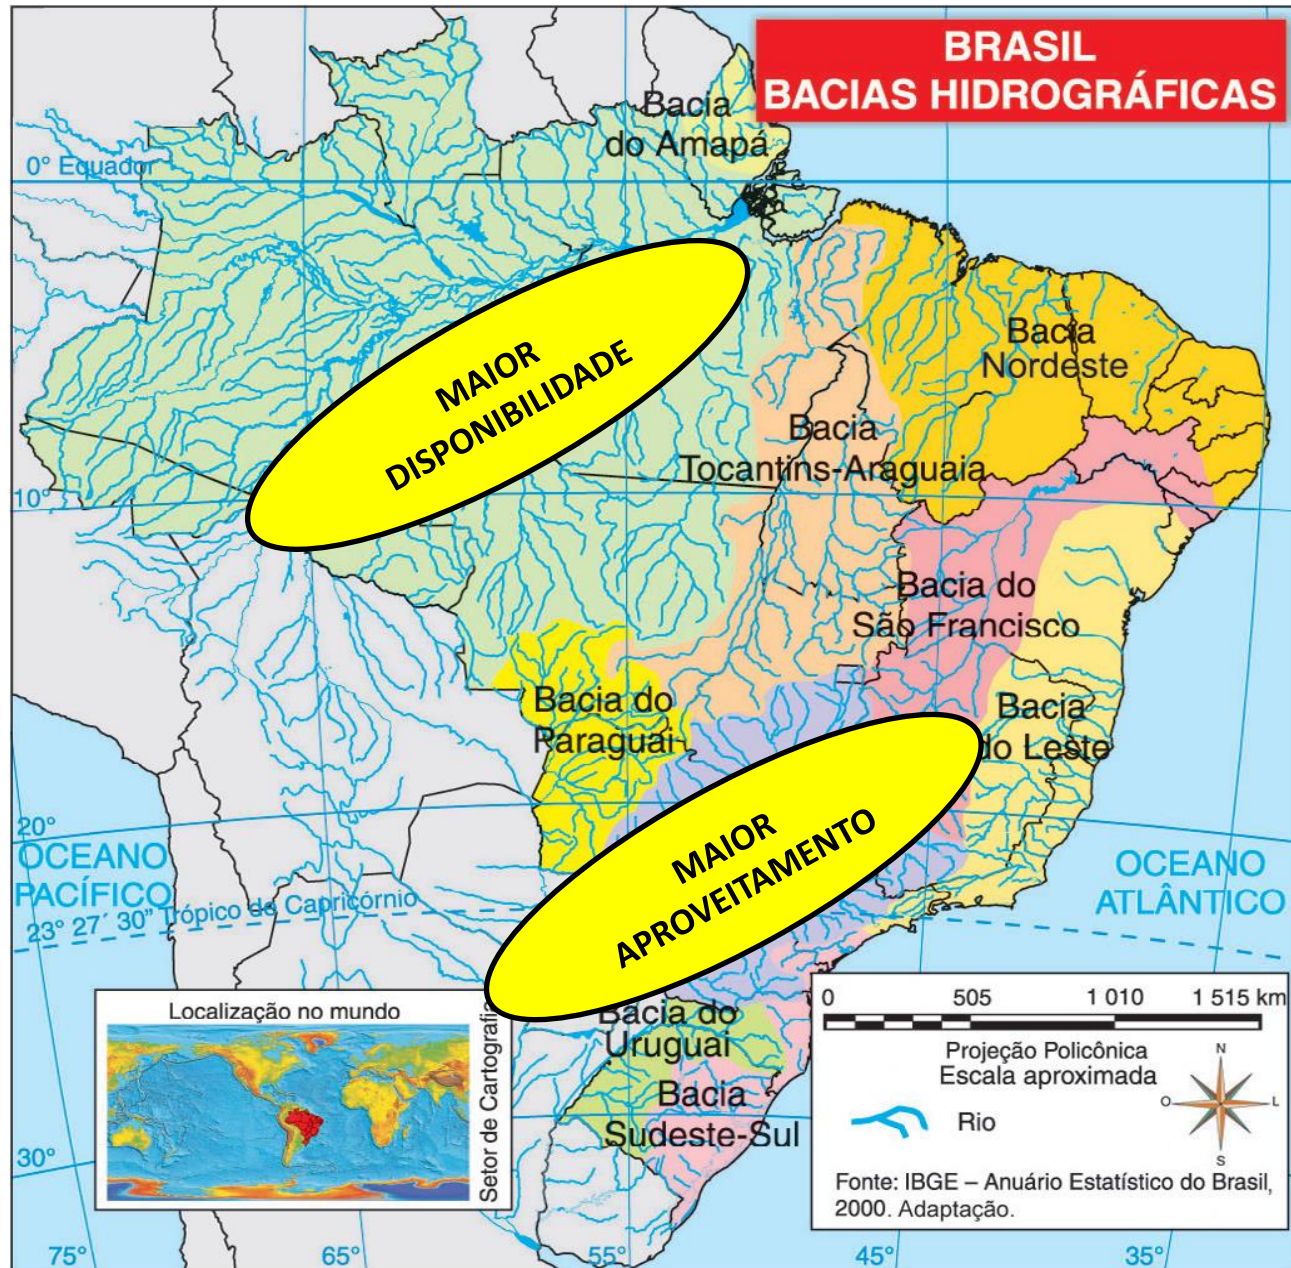 BRASIL
BACIAS HIDROGRÁFICAS
Bacia
do Amapá
0° Equador
Bacia
Nordeste
MAIOR
DISPONIBILIDADE
Bacia
Tocantins-Araguaia
10°
Bacia do
São Francisco
Bacia do
Paraguai
Bacia
do Leste
MAIOR
APROVEITAMENTO
20°
OCEANO
PACÍFICO
OCEANO
ATLÂNTICO
23° 27´ 30” Trópico de Capricórnio
Bacia do
Uruguai
Bacia
Sudeste-Sul
Localização no mundo
Setor de Cartografia
0 505 1 010 1 515 km
Projeção Policônica
Escala aproximada
N
O L
S
Rio
Fonte: IBGE – Anuário Estatístico do Brasil,
2000. Adaptação.
30°
75° 65° 55° 45° 35°